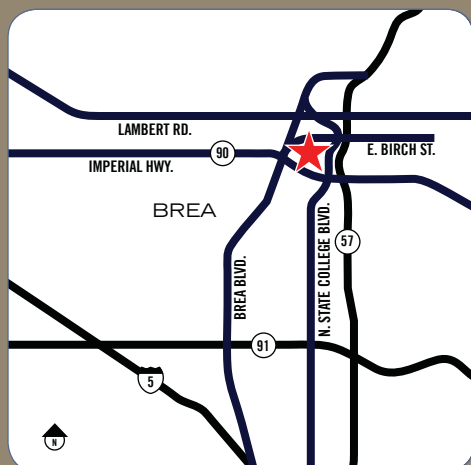 LAMBERT RD.
E. BIRCH ST.
90
IMPERIAL HWY.
BREA
N. STATE COLLEGE BLVD.
57
BREA BLVD.
91
5
N